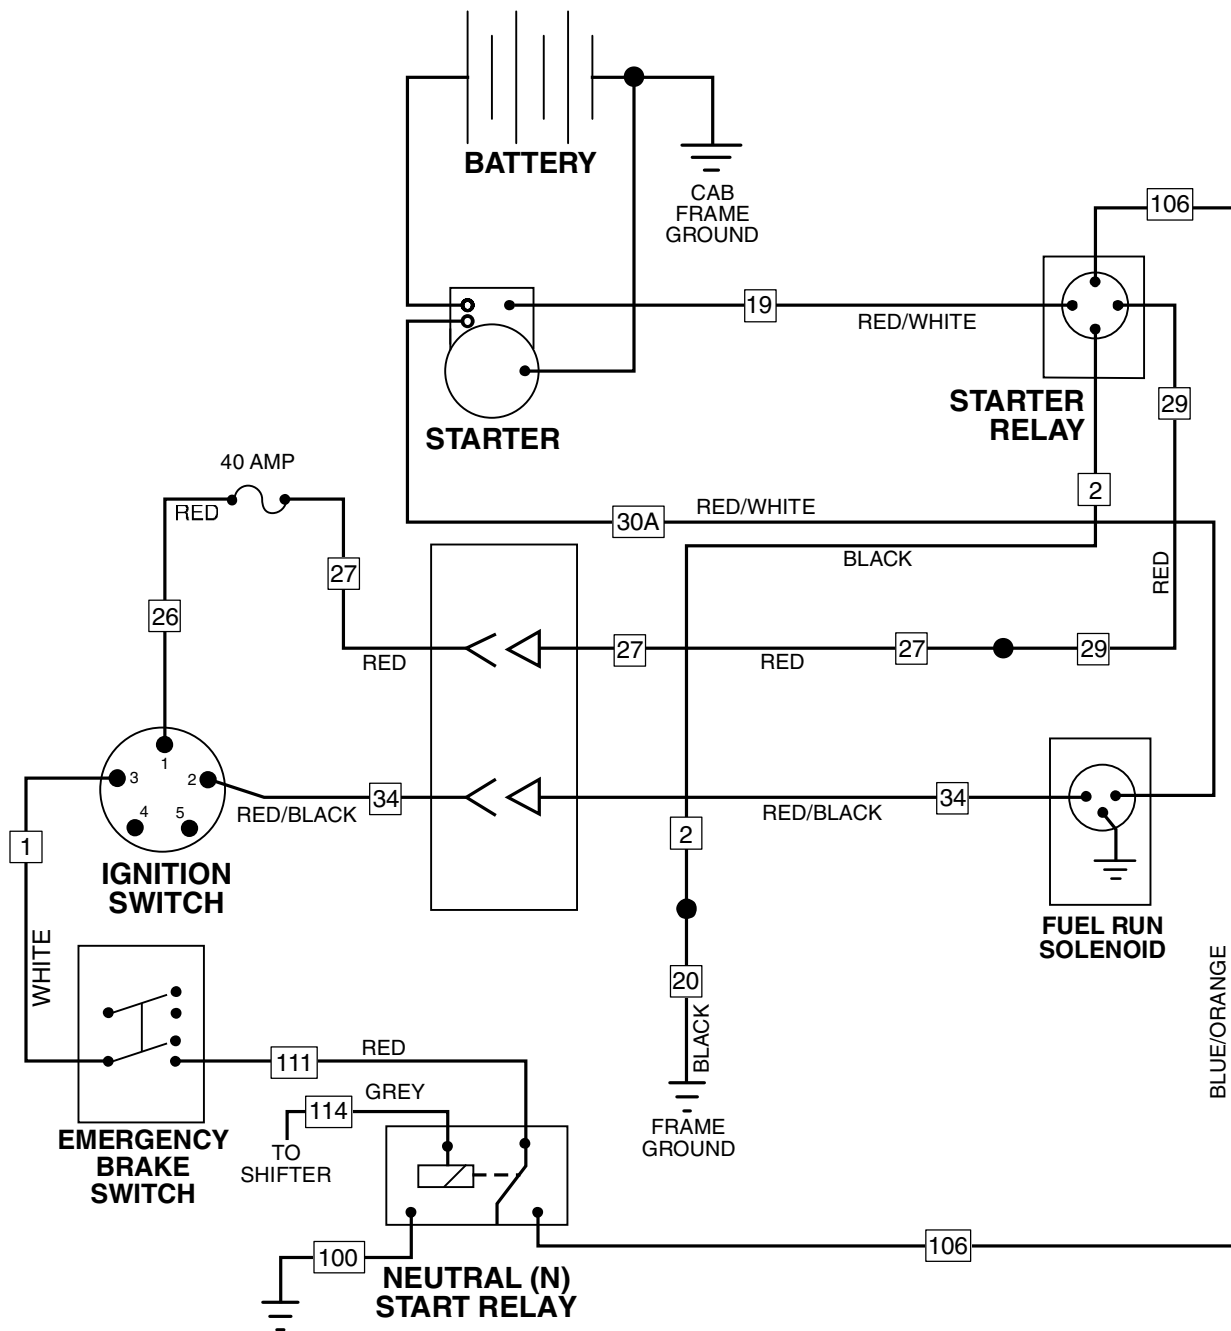 BATTERY
CAB
FRAME
GROUND
106
19
RED/WHITE
STARTER
RELAY
29
STARTER
40 AMP
RED
2
30A
RED/WHITE
BLACK
27
RED
26
RED
27
RED
27
29
1
3
2
4
5
IGNITION
SWITCH
34
RED/BLACK
RED/BLACK
34
1
2
FUEL RUN
SOLENOID
WHITE
20
BLACK
BLUE/ORANGE
111
RED
GREY
114
TO
SHIFTER
FRAME
GROUND
EMERGENCY
BRAKE
SWITCH
100
106
NEUTRAL (N)
START RELAY